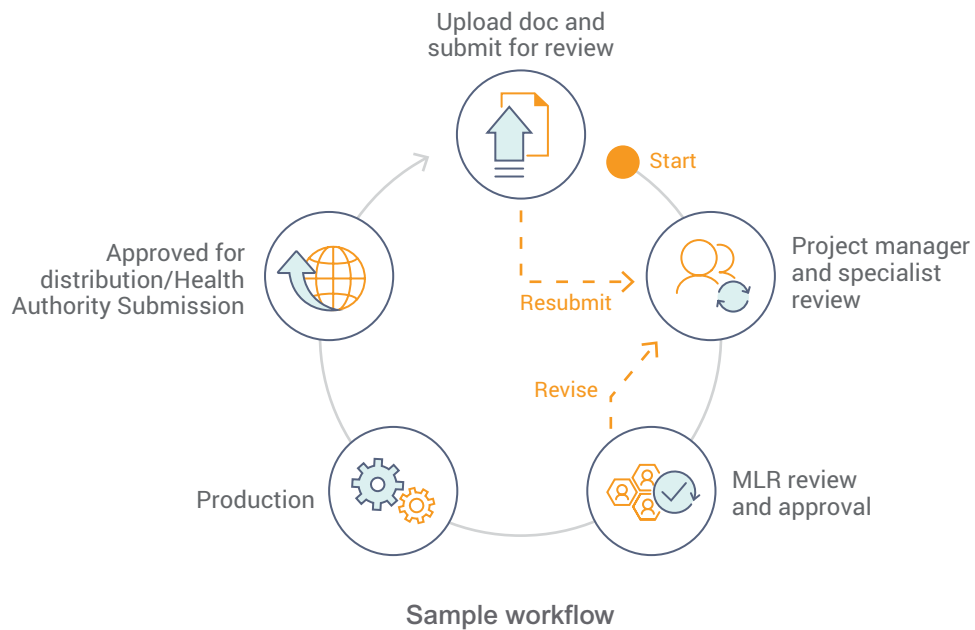 Upload doc and
submit for review
Start
Project manager
and specialist
review
Resubmit
Approved for
distribution/Health
Authority Submission
Revise
MLR review
and approval
Production
Sample workflow